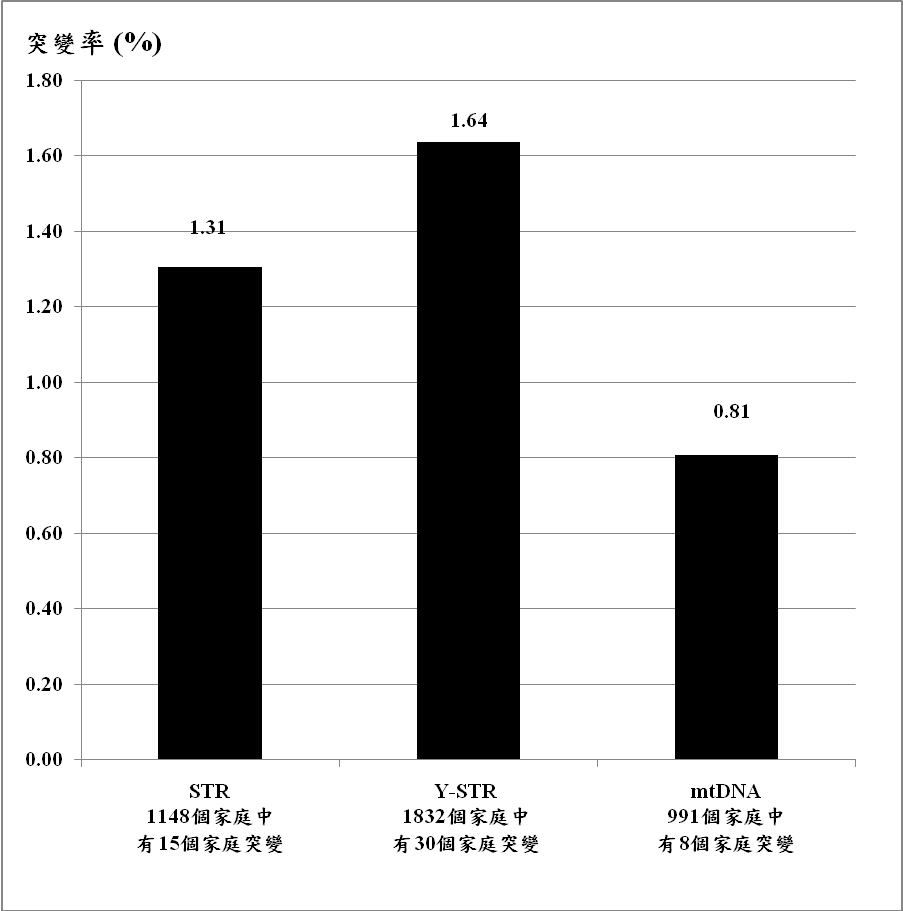 突變率 (%)
1.80
1.60
1.40
1.20
1.00
0.80
0.60
0.40
0.20
0.00
1.31
1.64
0.81
STR
1148個家庭中
有15個家庭突變
Y-STR
1832個家庭中
有30個家庭突變
mtDNA
991個家庭中
有8個家庭突變